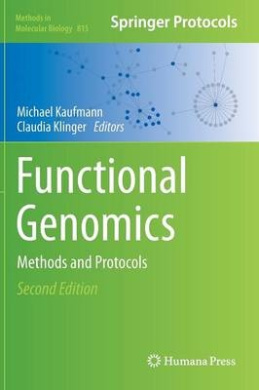 Methods in
Molecular Biology 815
Springer Protocols
Michael Kaufmann
Claudia Klinger Editors
Functional
Genomics
Methods and Protocols
Second Edition
Humana Press